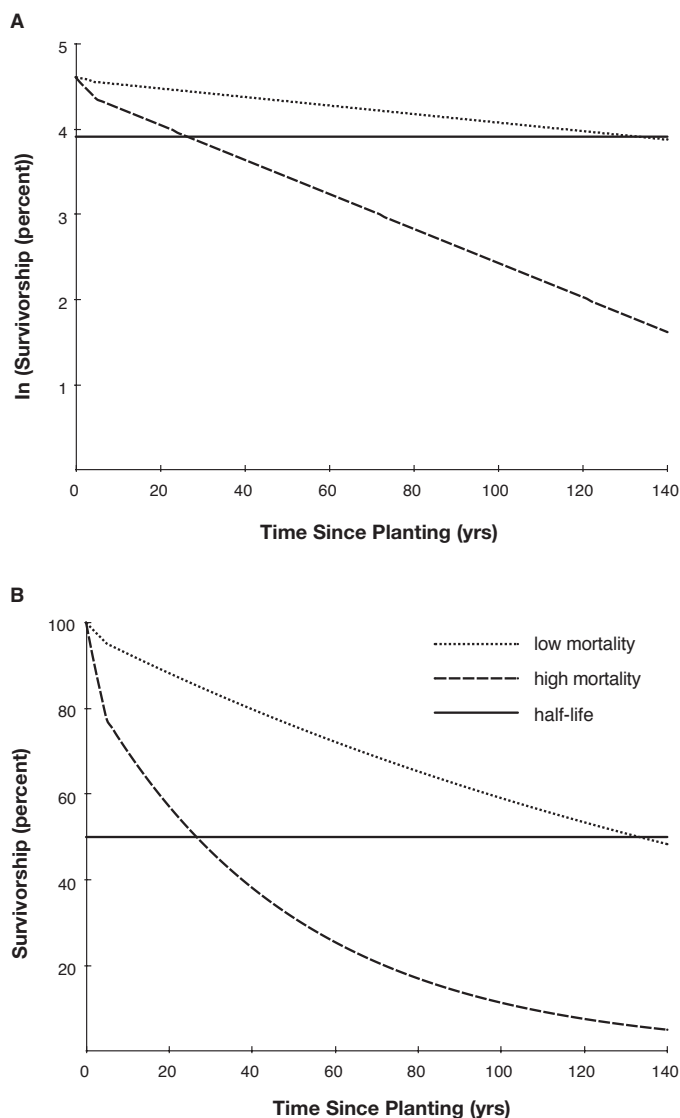 A
5
4
3
2
1
ln (Survivorship (percent))
0 20 40 60 80 100 120 140
Time Since Planting (yrs)
B
100
80
60
40
20
Survivorship (percent)
low mortality
high mortality
half-life
0 20 40 60 80 100 120 140
Time Since Planting (yrs)